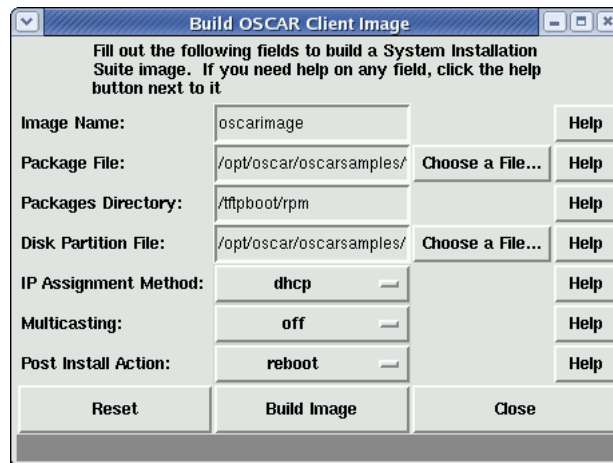 Build OSCAR Client Image
Fill out the following fields to build a System Installation
Suite image. If you need help on any field, click the help
button next to it
Image Name: oscarimage Help
Package File: /opt/oscar/oscarsamples/ Choose a File... Help
Packages Directory: /tftpboot/rpm Help
Disk Partition File: /opt/oscar/oscarsamples/ Choose a File... Help
IP Assignment Method: dhcp Help
Multicasting: off Help
Post Install Action: reboot Help
Reset Build Image Close